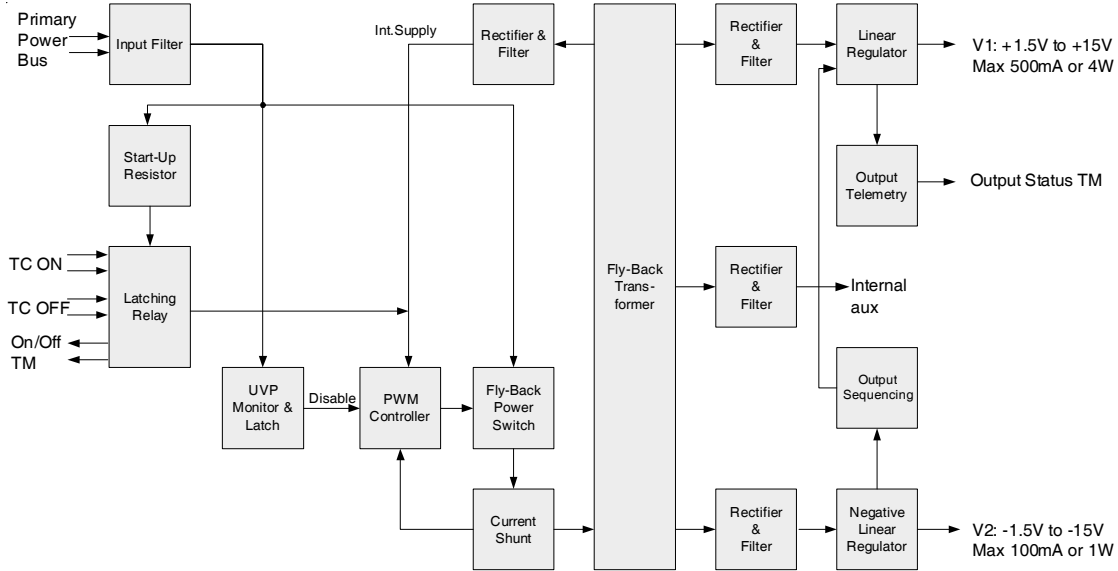 Primary
Power
Bus
Input Filter
Int.Supply
Rectifier &
Filter
Rectifier
&
Filter
Linear
Regulator
V1: +1.5V to +15V
Max 500mA or 4W
Start-Up
Resistor
Output
Telemetry
Output Status TM
TC ON
TC OFF
On/Off
TM
Latching
Relay
Fly-Back
Trans-
former
Rectifier
&
Filter
Internal
aux
UVP
Monitor &
Latch
Disable
PWM
Controller
Fly-Back
Power
Switch
Output
Sequencing
Current
Shunt
Rectifier
&
Filter
Negative
Linear
Regulator
V2: -1.5V to -15V
Max 100mA or 1W